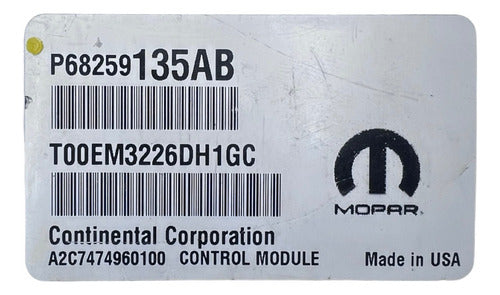 P68259135AB
T00EM3226DH1GC
MOPAR
Continental Corporation
A2C7474960100 CONTROL MODULE Made in USA